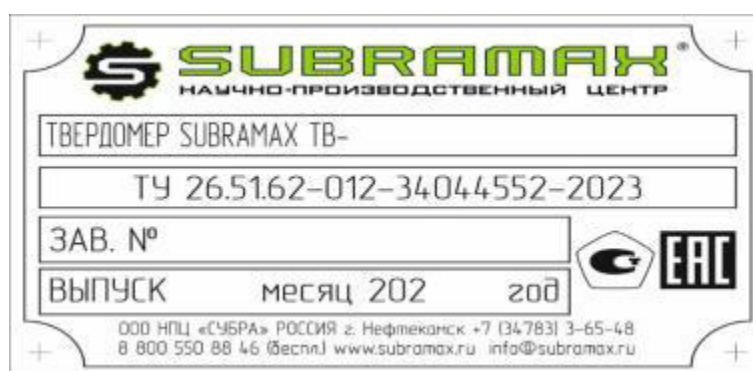 SUBRAMAX®
НАУЧНО-ПРОИЗВОДСТВЕННЫЙ ЦЕНТР
ТВЕРДОМЕР SUBRAMAX ТВ-
ТУ 26.51.62-012-34044552-2023
ЗАВ. №
ВЫПУСК месяц 202 год
ЕАС
ООО НПЦ «СУБРА» РОССИЯ г. Нефтекамск +7 (34783) 3-65-48
8 800 550 88 46 (беспл.) www.subramax.ru info@subramax.ru